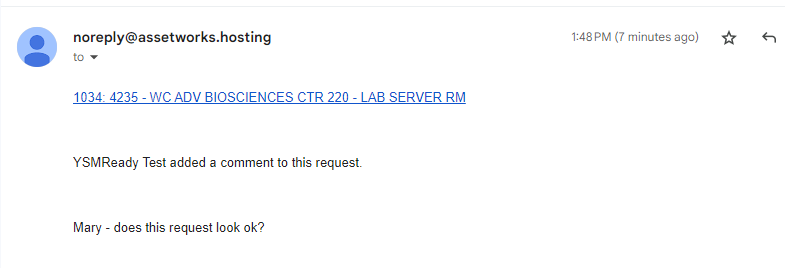 noreply@assetworks.hosting
1:48 PM (7 minutes ago)
to
1034: 4235 - WC ADV BIOSCIENCES CTR 220 - LAB SERVER RM
YSMReady Test added a comment to this request.
Mary - does this request look ok?